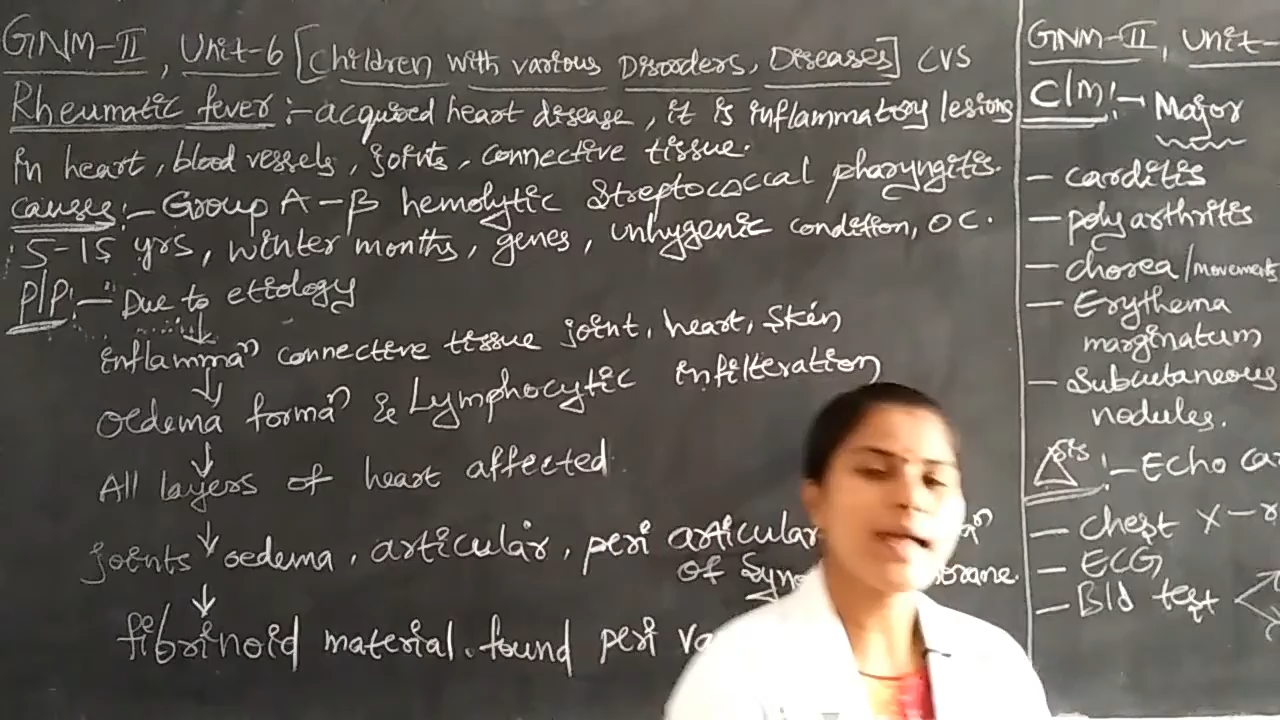 GNM-II, Unit-6 [Children with various Disorders, Diseases] CVS
Rheumatic fever :- acquired heart disease, it is inflammatory lesions
in heart, blood vessels, joints, connective tissue.
causes :- Group A-β hemolytic streptococcal pharyngitis.
5-15 yrs, winter months, genes, unhygenic condition, OC.
P/P :- Due to etiology
↓
inflammaⁿ connective tissue joint, heart, skin
↓
oedema formaⁿ & Lymphocytic infilteration
↓
All layers of heart affected
↓
joints oedema, articular, peri articular
of
↓
fibrinoid material found peri
GNM-II, Unit-
C/M :- Major
- carditis
- polyarthritis
- chorea/movements
- Erythema
marginatum
- Subcutaneous
nodules.
Δsis :- Echo
- chest X-r
- ECG
- Bld test <